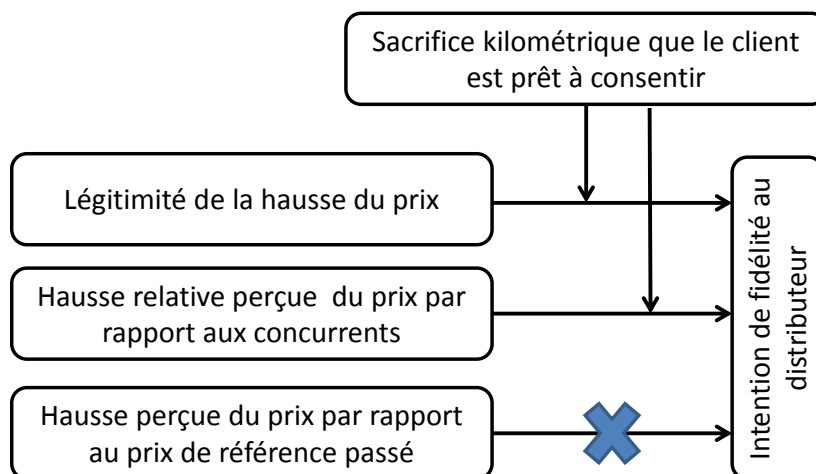 Sacrifice kilométrique que le client
est prêt à consentir
Légitimité de la hausse du prix
Hausse relative perçue du prix par
rapport aux concurrents
Hausse perçue du prix par rapport
au prix de référence passé
Intention de fidélité au
distributeur